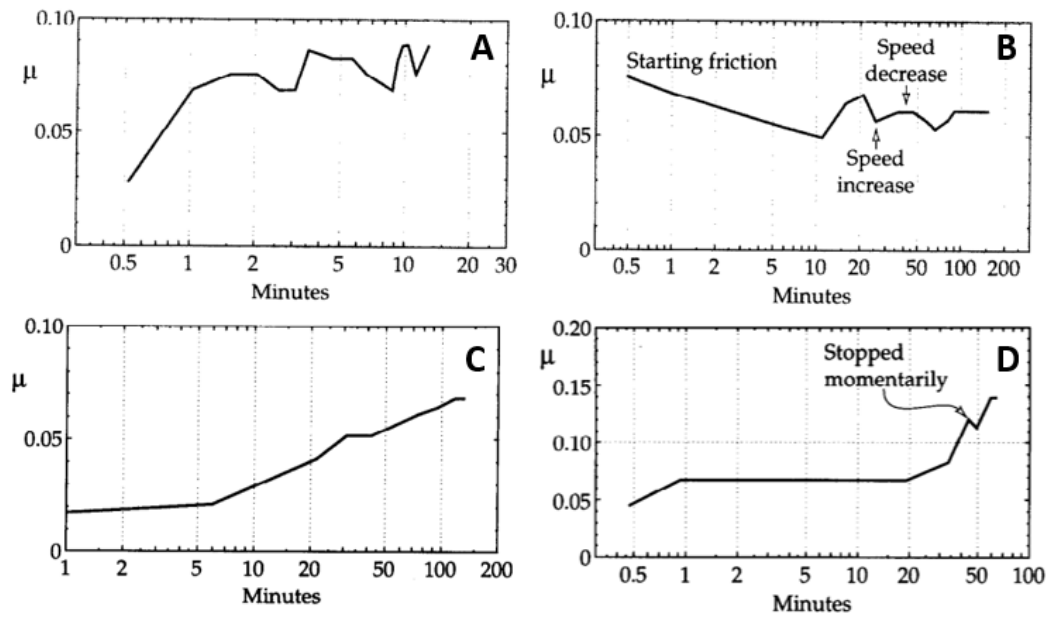 0.10
A
μ
0.05
0
0.5 1 2 5 10 20 30
Minutes
0.10
B
μ
Starting friction
Speed
decrease
0.05
Speed
increase
0
0.5 1 2 5 10 20 50 100 200
Minutes
0.10
C
μ
0.05
0
1 2 5 10 20 50 100 200
Minutes
0.20
D
μ
Stopped
momentarily
0.15
0.10
0.05
0
0.5 1 2 5 10 20 50 100
Minutes